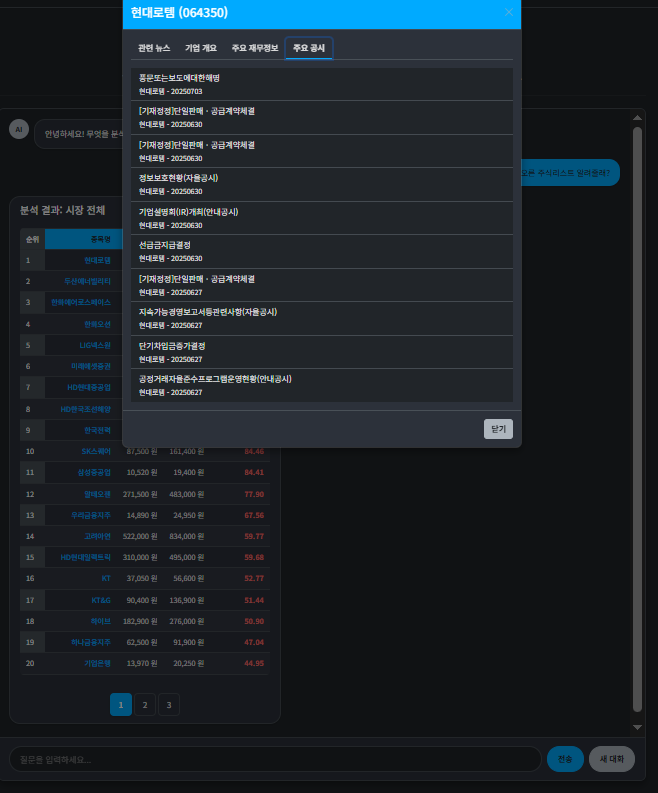 현대로템 (064350)
×
관련 뉴스 기업 개요 주요 재무정보 주요 공시
풍문또는보도에대한해명
현대로템 - 20250703
[기재정정]단일판매ㆍ공급계약체결
현대로템 - 20250630
[기재정정]단일판매ㆍ공급계약체결
현대로템 - 20250630
정보보호현황(자율공시)
현대로템 - 20250630
기업설명회(IR)개최(안내공시)
현대로템 - 20250630
선급금지급결정
현대로템 - 20250630
[기재정정]단일판매ㆍ공급계약체결
현대로템 - 20250627
지속가능경영보고서등관련사항(자율공시)
현대로템 - 20250627
단기차입금증가결정
현대로템 - 20250627
공정거래자율준수프로그램운영현황(안내공시)
현대로템 - 20250627
닫기
AI
안녕하세요! 무엇을 분석
오른 주식리스트 알려줄래?
분석 결과: 시장 전체
순위 종목명
1 현대로템
2 두산에너빌리티
3 한화에어로스페이스
4 한화오션
5 LIG넥스원
6 미래에셋증권
7 HD현대중공업
8 HD한국조선해양
9 한국전력
10 SK스퀘어 87,500 원 161,400 원 84.46
11 삼성중공업 10,520 원 19,400 원 84.41
12 알테오젠 271,500 원 483,000 원 77.90
13 우리금융지주 14,890 원 24,950 원 67.56
14 고려아연 522,000 원 834,000 원 59.77
15 HD현대일렉트릭 310,000 원 495,000 원 59.68
16 KT 37,050 원 56,600 원 52.77
17 KT&G 90,400 원 136,900 원 51.44
18 하이브 182,900 원 276,000 원 50.90
19 하나금융지주 62,500 원 91,900 원 47.04
20 기업은행 13,970 원 20,250 원 44.95
1 2 3
질문을 입력하세요...
전송
새 대화